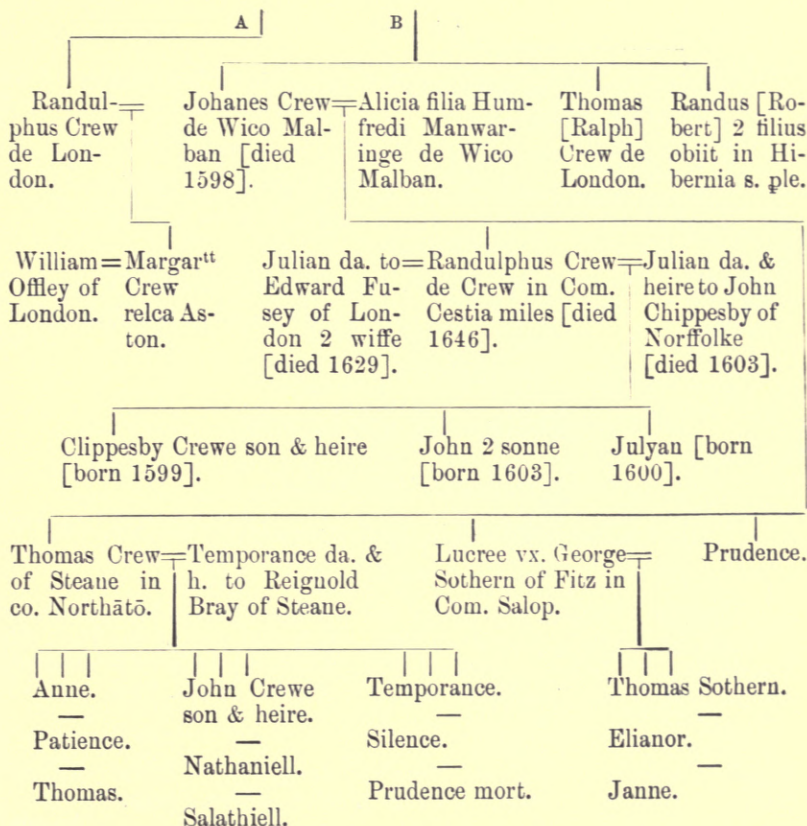 A B
Randul-
phus Crew
de Lon-
don.
Johanes Crew
de Wico Mal-
ban [died
1598].
Alicia filia Hum-
fredi Manwar-
inge de Wico
Malban.
Thomas
[Ralph]
Crew de
London.
Randus [Ro-
bert] 2 filius
obiit in Hi-
bernia s. ꝑle.
William
Offley of
London.
=
Margarᵗᵗ
Crew
relca As-
ton.
Julian da. to
Edward Fu-
sey of Lon-
don 2 wiffe
[died 1629].
=
Randulphus Crew
de Crew in Com.
Cestia miles [died
1646].
Julian da. &
heire to John
Chippesby of
Norffolke
[died 1603].
Clippesby Crewe son & heire
[born 1599].
John 2 sonne
[born 1603].
Julyan [born
1600].
Thomas Crew
of Steane in
co. Northātō.
Temporance da. &
h. to Reignold
Bray of Steane.
Lucree vx. George
Sothern of Fitz in
Com. Salop.
Prudence.
Anne.
—
Patience.
—
Thomas.
John Crewe
son & heire.
—
Nathaniell.
—
Salathiell.
Temporance.
—
Silence.
—
Prudence mort.
Thomas Sothern.
—
Elianor.
—
Janne.